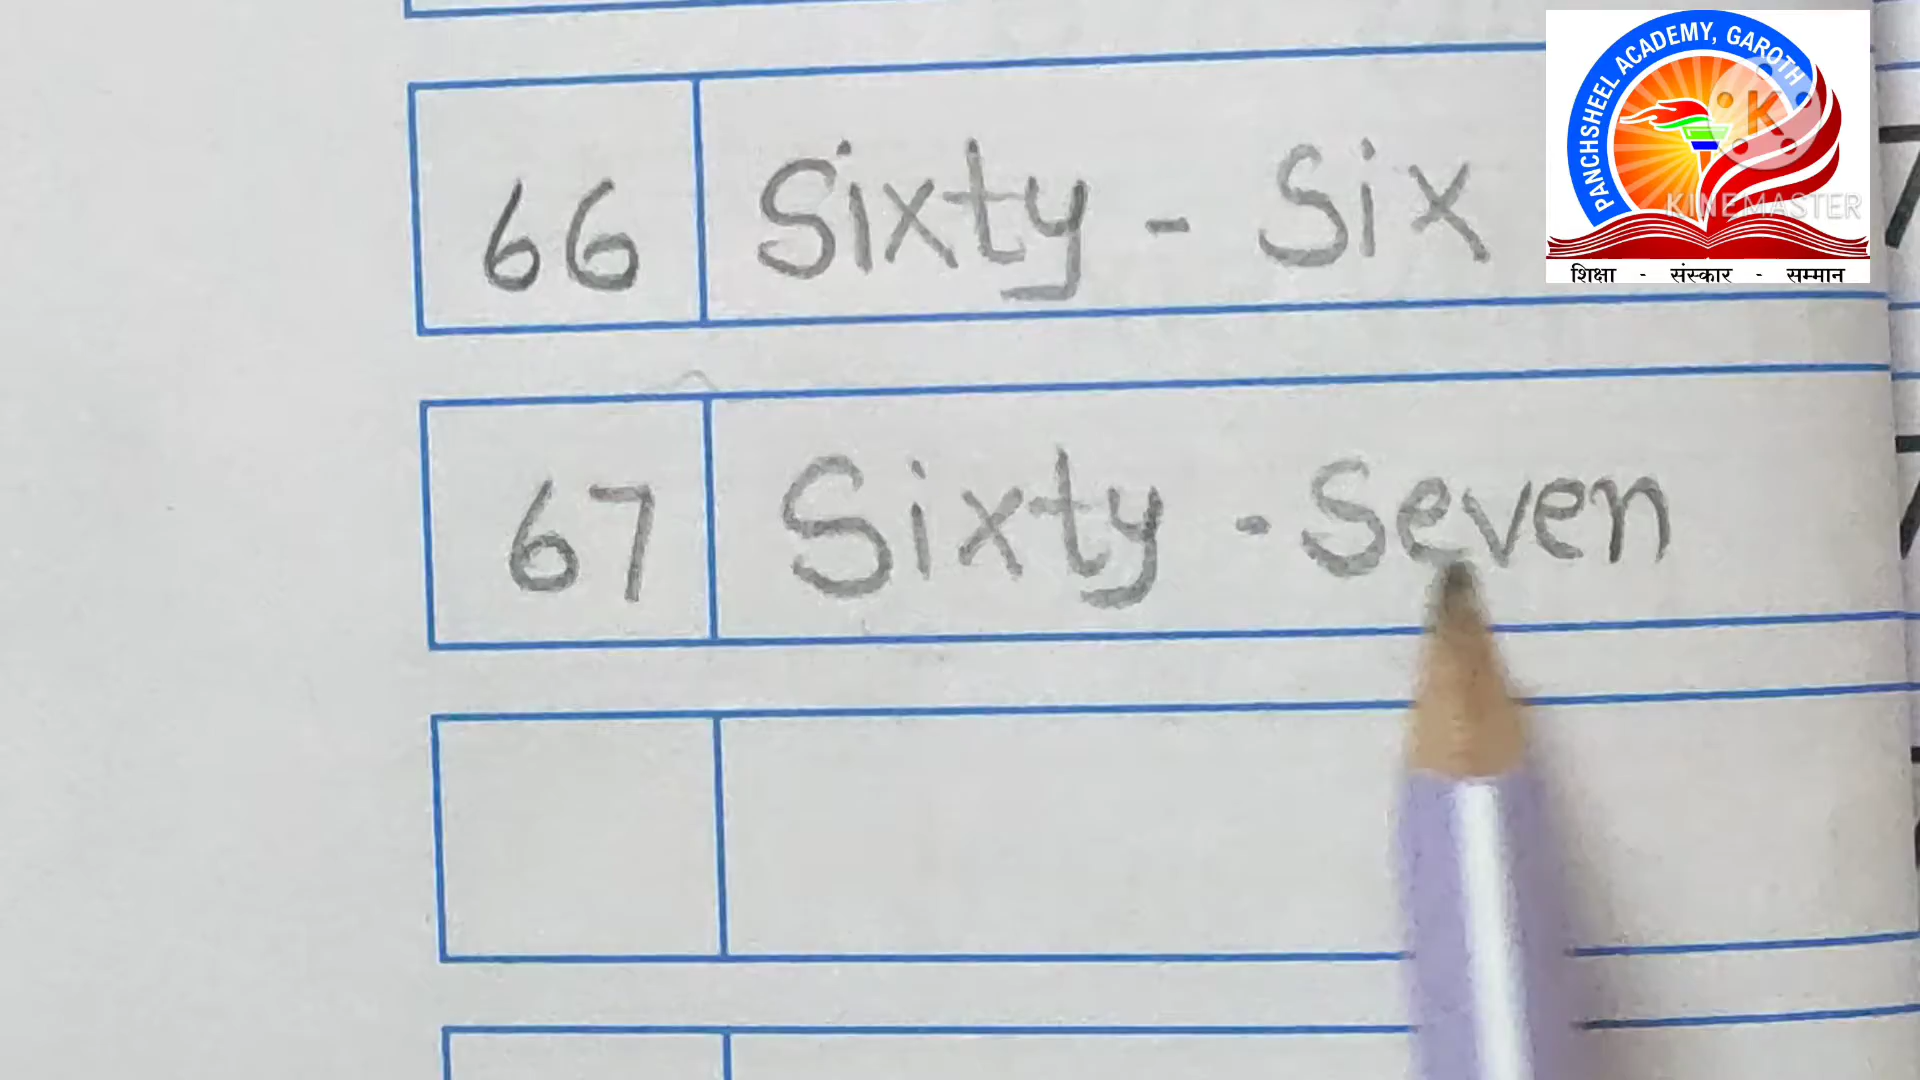 PANCHSHEEL ACADEMY, GAROTH
K
KINEMASTER
शिक्षा - संस्कार - सम्मान
66 Sixty - Six
67 Sixty - Seven